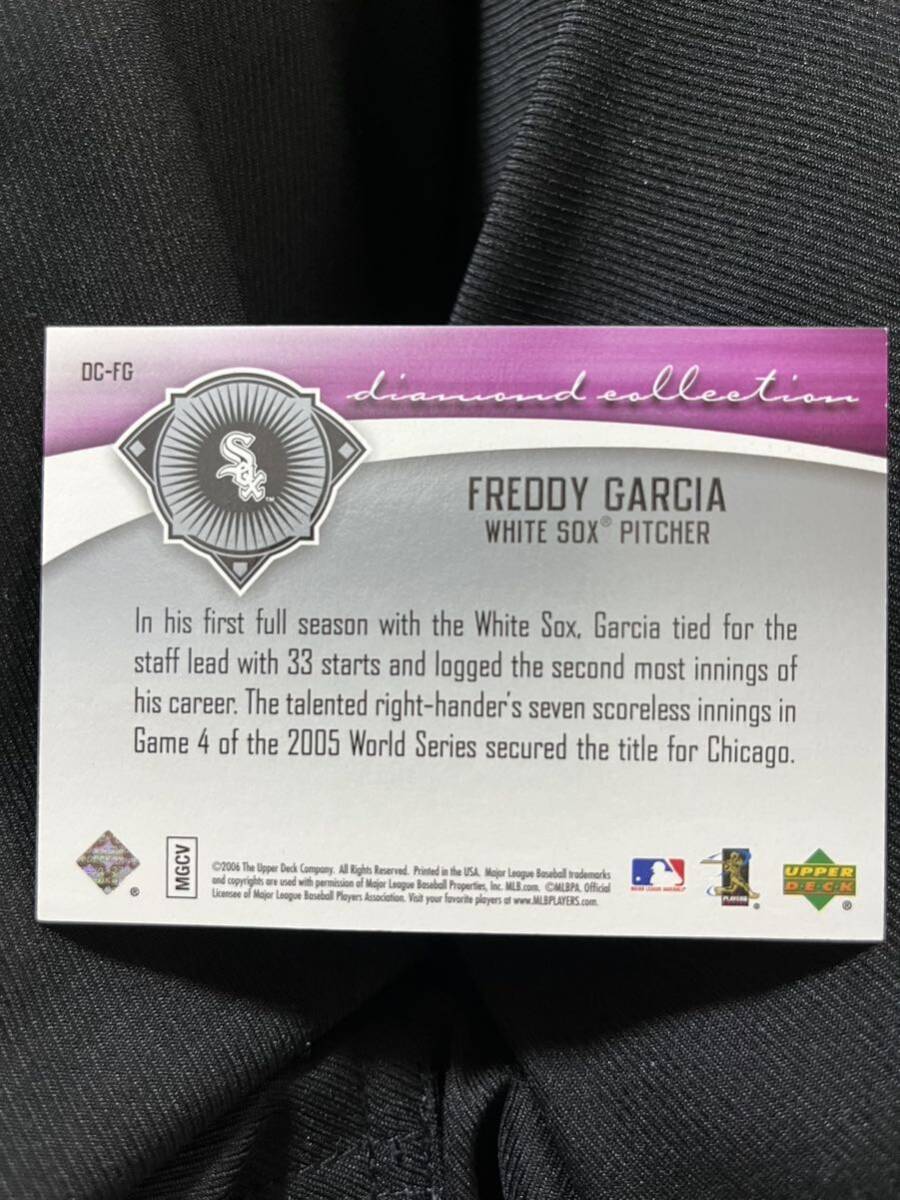 DC-FG
diamond collection
Sox™
FREDDY GARCIA
WHITE SOX® PITCHER
In his first full season with the White Sox, Garcia tied for the
staff lead with 33 starts and logged the second most innings of
his career. The talented right-hander's seven scoreless innings in
Game 4 of the 2005 World Series secured the title for Chicago.
®
MGCV
©2006 The Upper Deck Company. All Rights Reserved. Printed in the USA. Major League Baseball trademarks
and copyrights are used with permission of Major League Baseball Properties, Inc. MLB.com. ©MLBPA, Official
Licensee of Major League Baseball Players Association. Visit your favorite players at www.MLBPLAYERS.com.
MAJOR LEAGUE BASEBALL
PLAYERS
®
UPPER
DECK
®